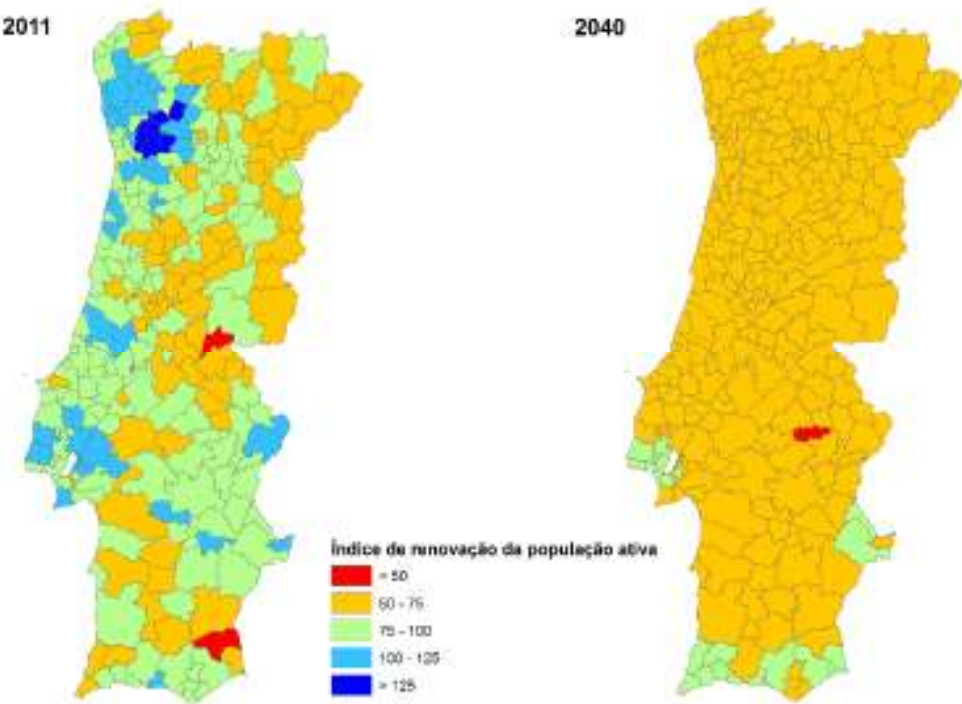 2011
2040
Índice de renovação da população ativa
< 50
50 - 75
75 - 100
100 - 125
> 125